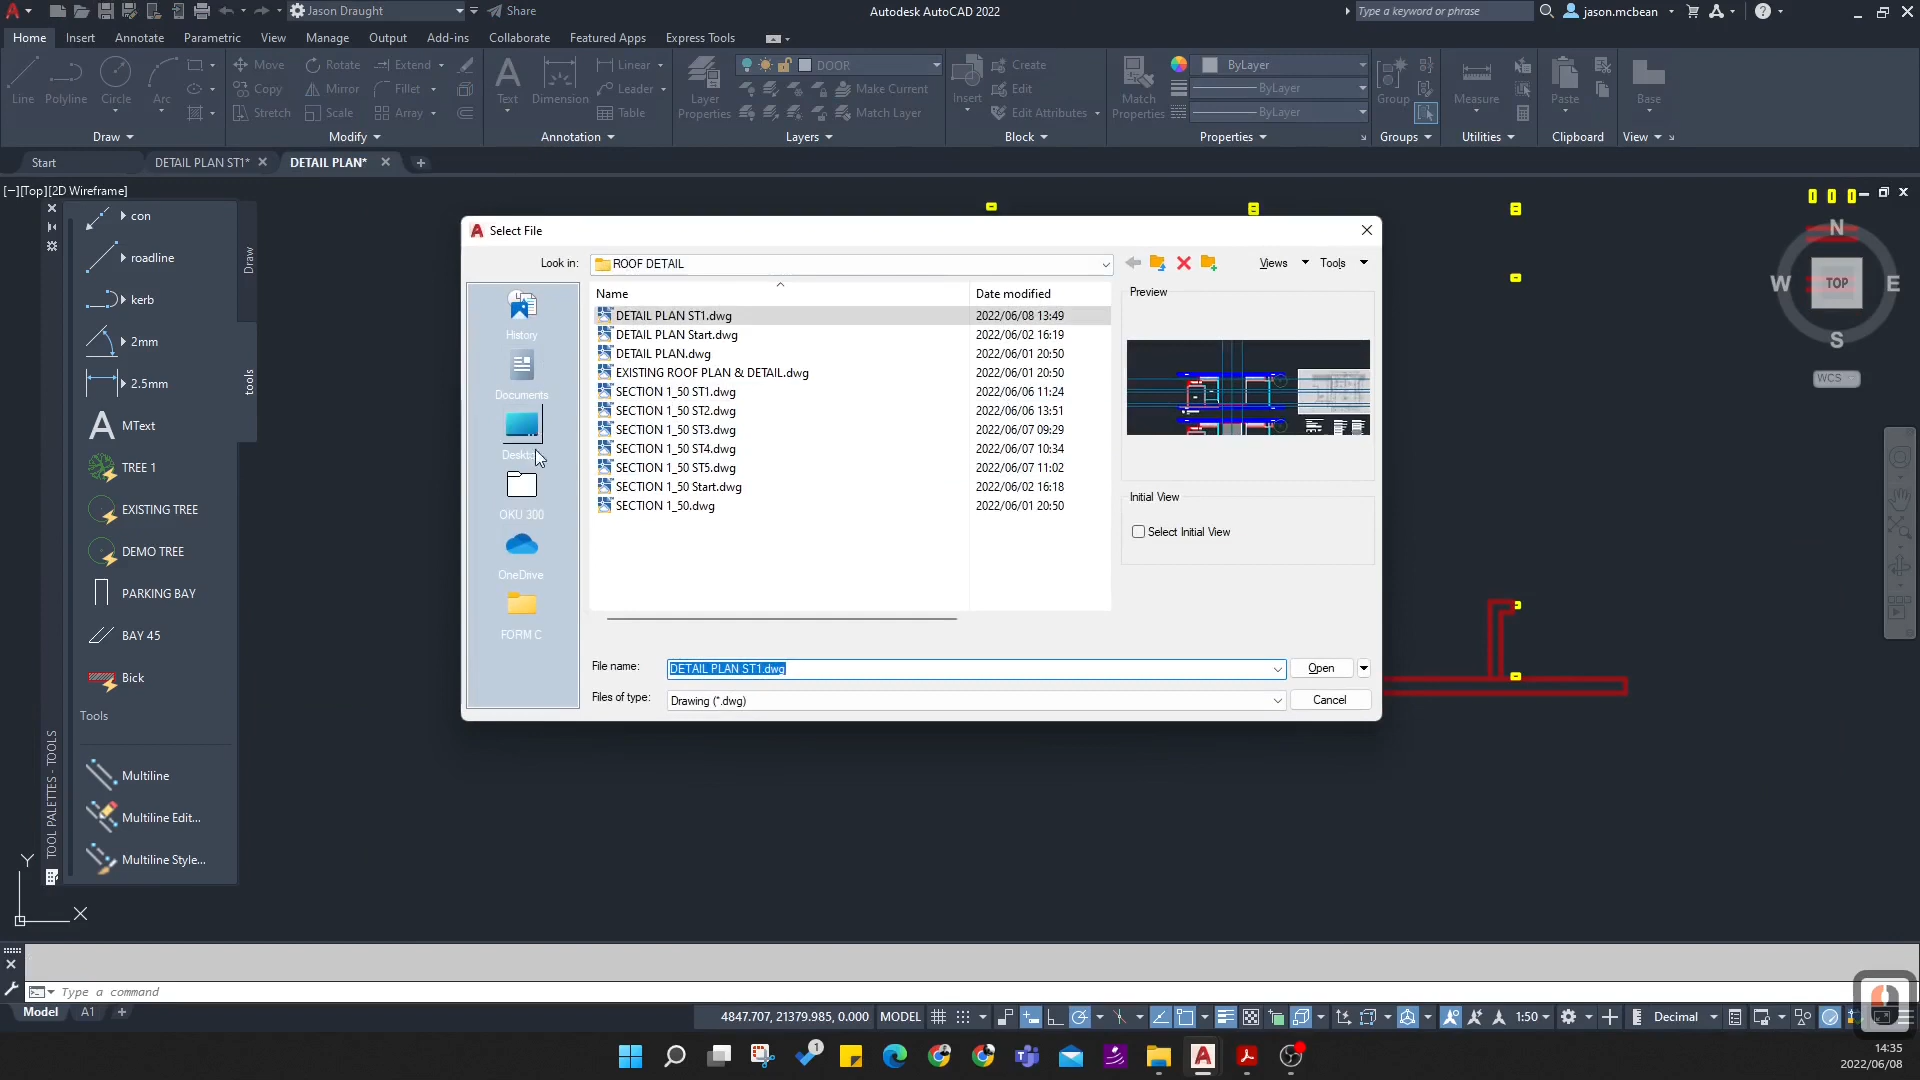 Jason Draught
Share
Autodesk AutoCAD 2022
Type a keyword or phrase
jason.mcbean
Home Insert Annotate Parametric View Manage Output Add-ins Collaborate Featured Apps Express Tools
Line Polyline Circle Arc
Move Rotate Extend
Copy Mirror Fillet
Stretch Scale Array
Text Dimension
Linear
Leader
Table
Layer
Properties
DOOR
Make Current
Match Layer
Insert
Create
Edit
Edit Attributes
Match
Properties
ByLayer
ByLayer
ByLayer
Group
Measure
Paste
Base
Draw Modify Annotation Layers Block Properties Groups Utilities Clipboard View
Start DETAIL PLAN ST1* DETAIL PLAN*
[−][Top][2D Wireframe]
con
roadline
kerb
2mm
2.5mm
MText
TREE 1
EXISTING TREE
DEMO TREE
PARKING BAY
BAY 45
Bick
Tools
Multiline
Multiline Edit...
Multiline Style...
Draw
tools
TOOL PALETTES - TOOLS
Select File
Look in: ROOF DETAIL
Views Tools
History
Documents
Desktop
OKU 300
OneDrive
FORM C
Name Date modified
DETAIL PLAN ST1.dwg 2022/06/08 13:49
DETAIL PLAN Start.dwg 2022/06/02 16:19
DETAIL PLAN.dwg 2022/06/01 20:50
EXISTING ROOF PLAN & DETAIL.dwg 2022/06/01 20:50
SECTION 1_50 ST1.dwg 2022/06/06 11:24
SECTION 1_50 ST2.dwg 2022/06/06 13:51
SECTION 1_50 ST3.dwg 2022/06/07 09:29
SECTION 1_50 ST4.dwg 2022/06/07 10:34
SECTION 1_50 ST5.dwg 2022/06/07 11:02
SECTION 1_50 Start.dwg 2022/06/02 16:18
SECTION 1_50.dwg 2022/06/01 20:50
Preview
Initial View
Select Initial View
File name: DETAIL PLAN ST1.dwg Open
Files of type: Drawing (*.dwg) Cancel
N
W TOP E
S
WCS
Y
X
Type a command
Model A1
4847.707, 21379.985, 0.000 MODEL
1:50
Decimal
1
14:35
2022/06/08